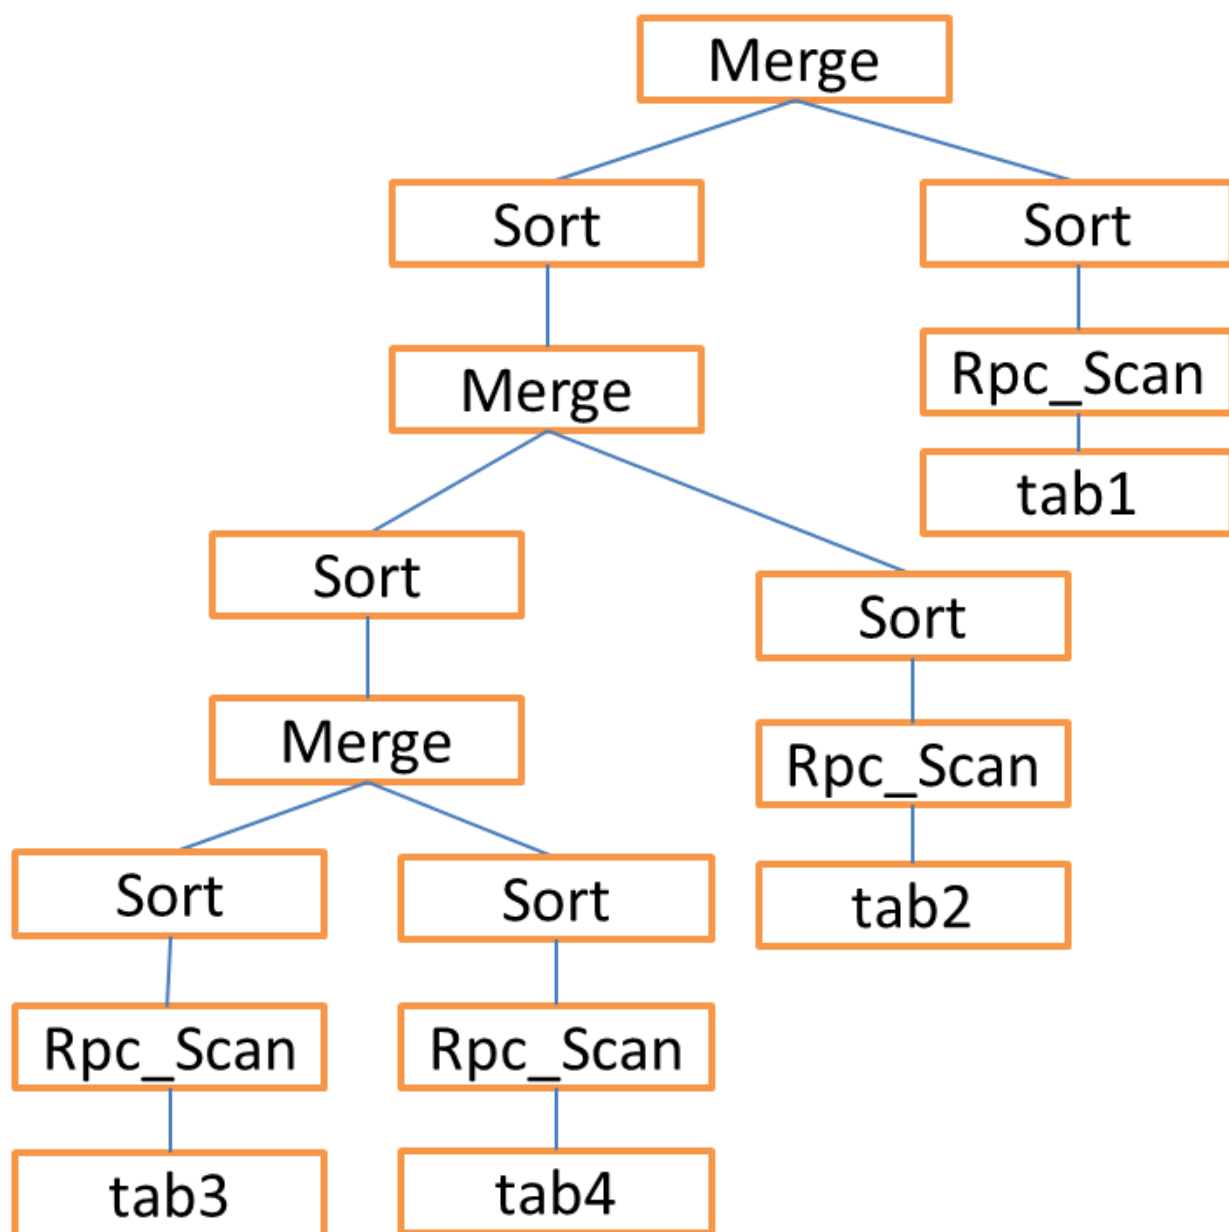 Merge
Sort
Sort
Merge
Rpc_Scan
tab1
Sort
Sort
Merge
Rpc_Scan
Sort
Sort
tab2
Rpc_Scan
Rpc_Scan
tab3
tab4